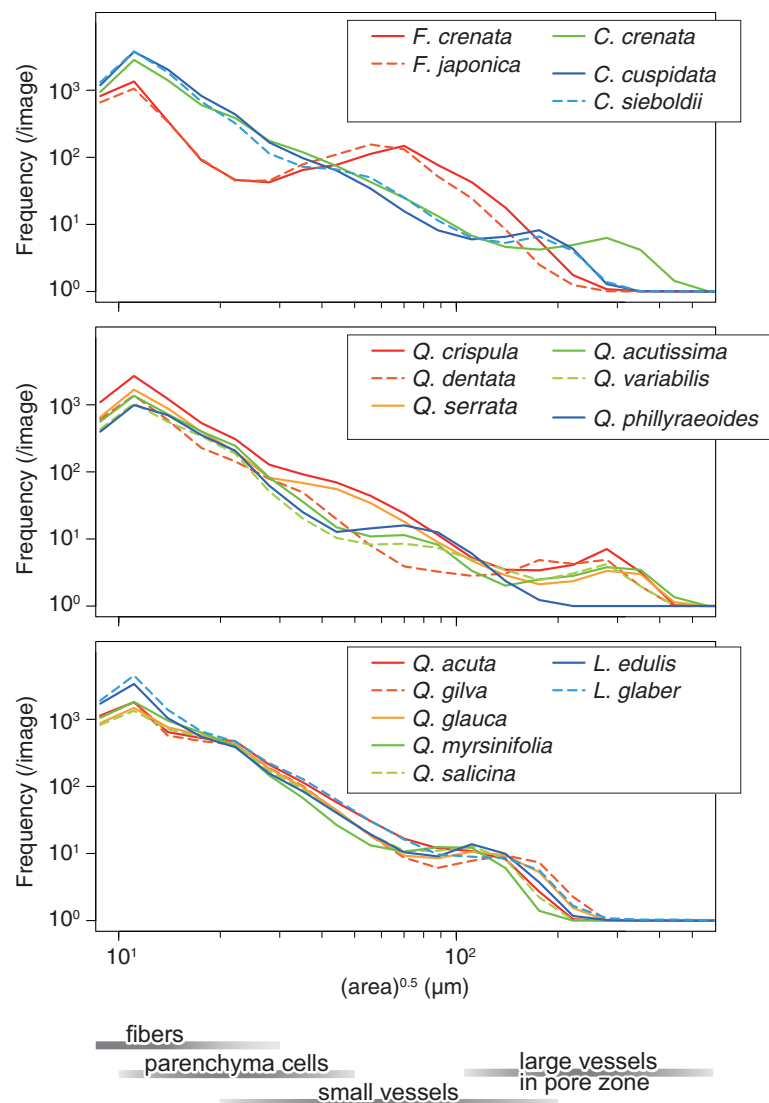 F. crenata
F. japonica
C. crenata
C. cuspidata
C. sieboldii
Frequency (/image)
10³
10²
10¹
10⁰
Q. crispula
Q. dentata
Q. serrata
Q. acutissima
Q. variabilis
Q. phillyraeoides
Frequency (/image)
10³
10²
10¹
10⁰
Q. acuta
Q. gilva
Q. glauca
Q. myrsinifolia
Q. salicina
L. edulis
L. glaber
Frequency (/image)
10³
10²
10¹
10⁰
10¹ 10²
(area)⁰·⁵ (μm)
fibers
parenchyma cells
small vessels
large vessels
in pore zone